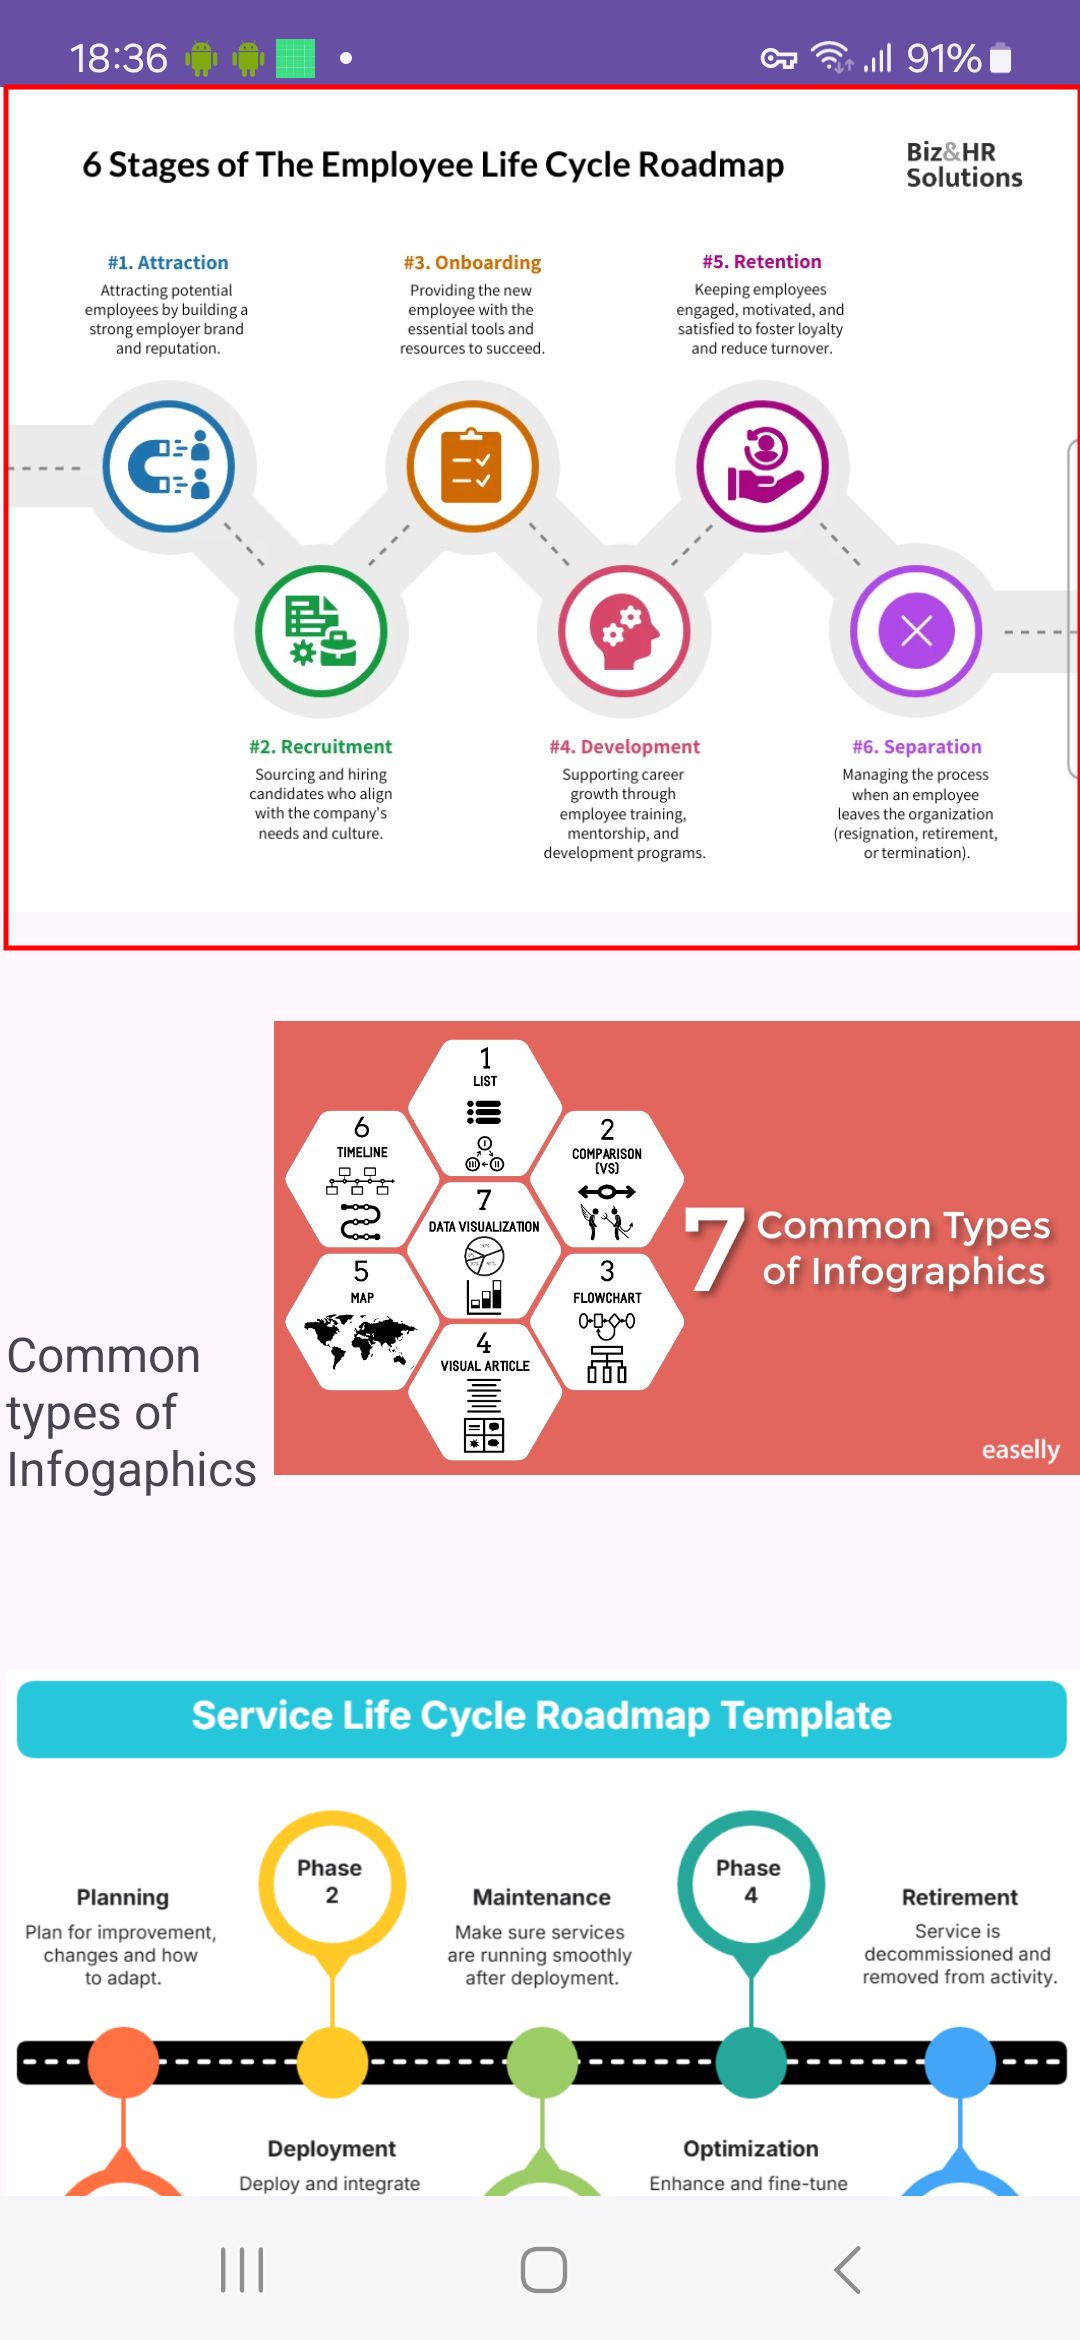 18:36
91%
6 Stages of The Employee Life Cycle Roadmap
Biz&HR
Solutions
#1. Attraction
Attracting potential
employees by building a
strong employer brand
and reputation.
#3. Onboarding
Providing the new
employee with the
essential tools and
resources to succeed.
#5. Retention
Keeping employees
engaged, motivated, and
satisfied to foster loyalty
and reduce turnover.
#2. Recruitment
Sourcing and hiring
candidates who align
with the company's
needs and culture.
#4. Development
Supporting career
growth through
employee training,
mentorship, and
development programs.
#6. Separation
Managing the process
when an employee
leaves the organization
(resignation, retirement,
or termination).
Common
types of
Infogaphics
1
LIST
I
III
II
2
COMPARISON
(VS)
3
FLOWCHART
4
VISUAL ARTICLE
5
MAP
6
TIMELINE
7
DATA VISUALIZATION
7 Common Types
of Infographics
easelly
Service Life Cycle Roadmap Template
Planning
Plan for improvement,
changes and how
to adapt.
Phase
2
Maintenance
Make sure services
are running smoothly
after deployment.
Phase
4
Retirement
Service is
decommissioned and
removed from activity.
Deployment
Deploy and integrate
Optimization
Enhance and fine-tune